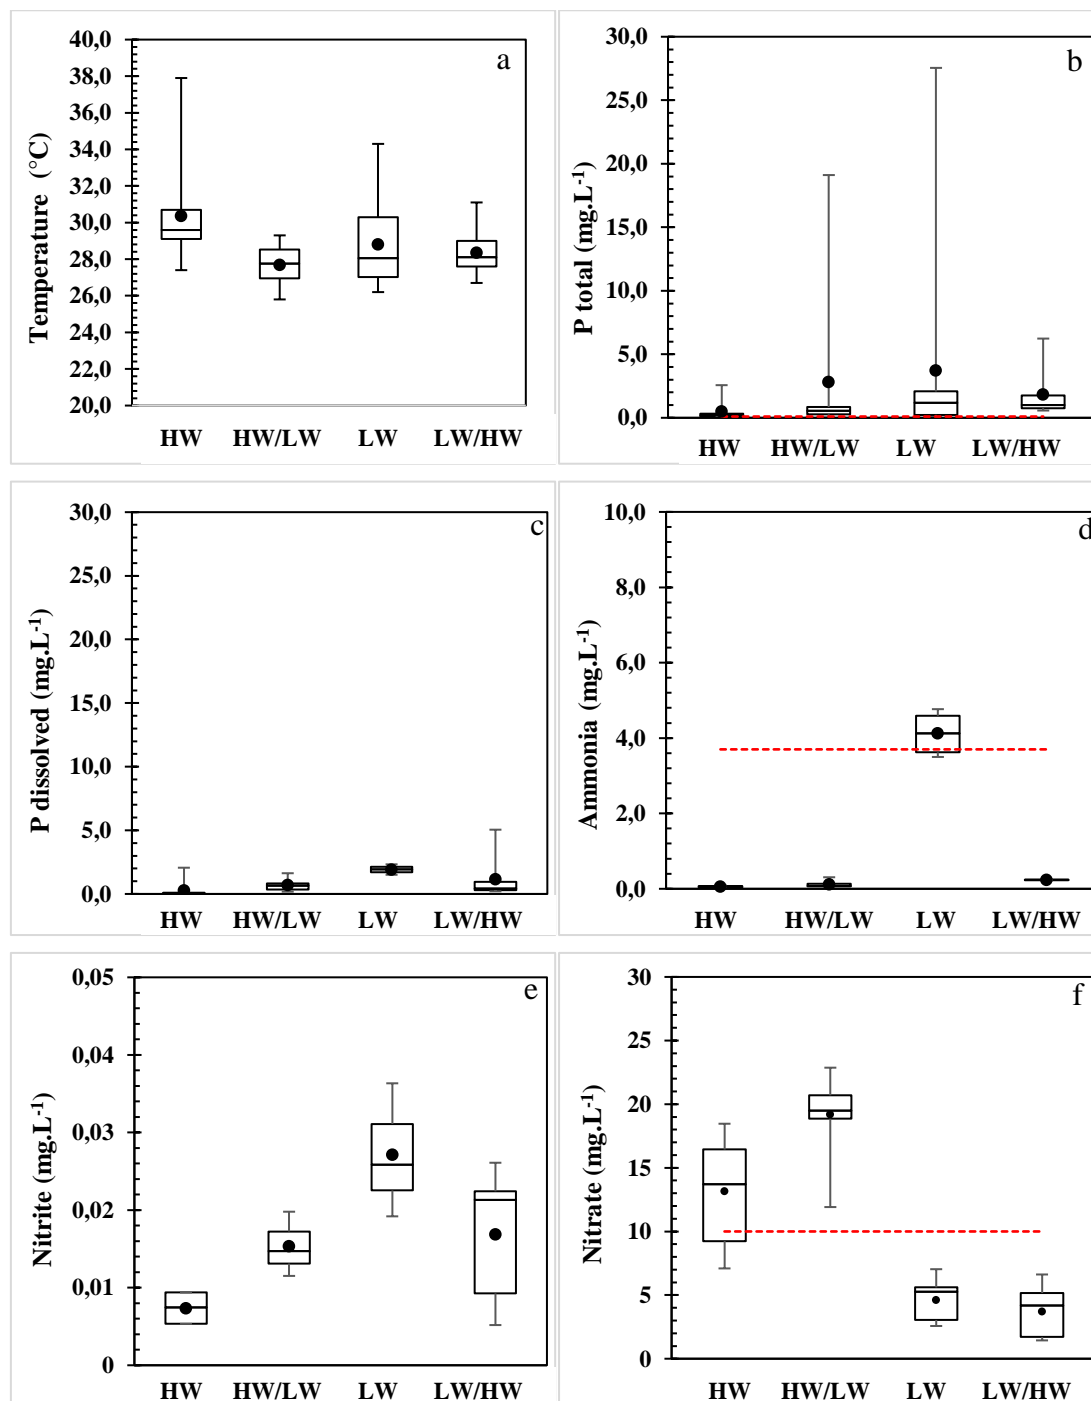 a
Temperature (°C)
40,0
38,0
36,0
34,0
32,0
30,0
28,0
26,0
24,0
22,0
20,0
HW HW/LW LW LW/HW
b
P total (mg.L-1)
30,0
25,0
20,0
15,0
10,0
5,0
0,0
HW HW/LW LW LW/HW
c
P dissolved (mg.L-1)
30,0
25,0
20,0
15,0
10,0
5,0
0,0
HW HW/LW LW LW/HW
d
Ammonia (mg.L-1)
10,0
8,0
6,0
4,0
2,0
0,0
HW HW/LW LW LW/HW
e
Nitrite (mg.L-1)
0,05
0,04
0,03
0,02
0,01
0
HW HW/LW LW LW/HW
f
Nitrate (mg.L-1)
30
25
20
15
10
5
0
HW HW/LW LW LW/HW